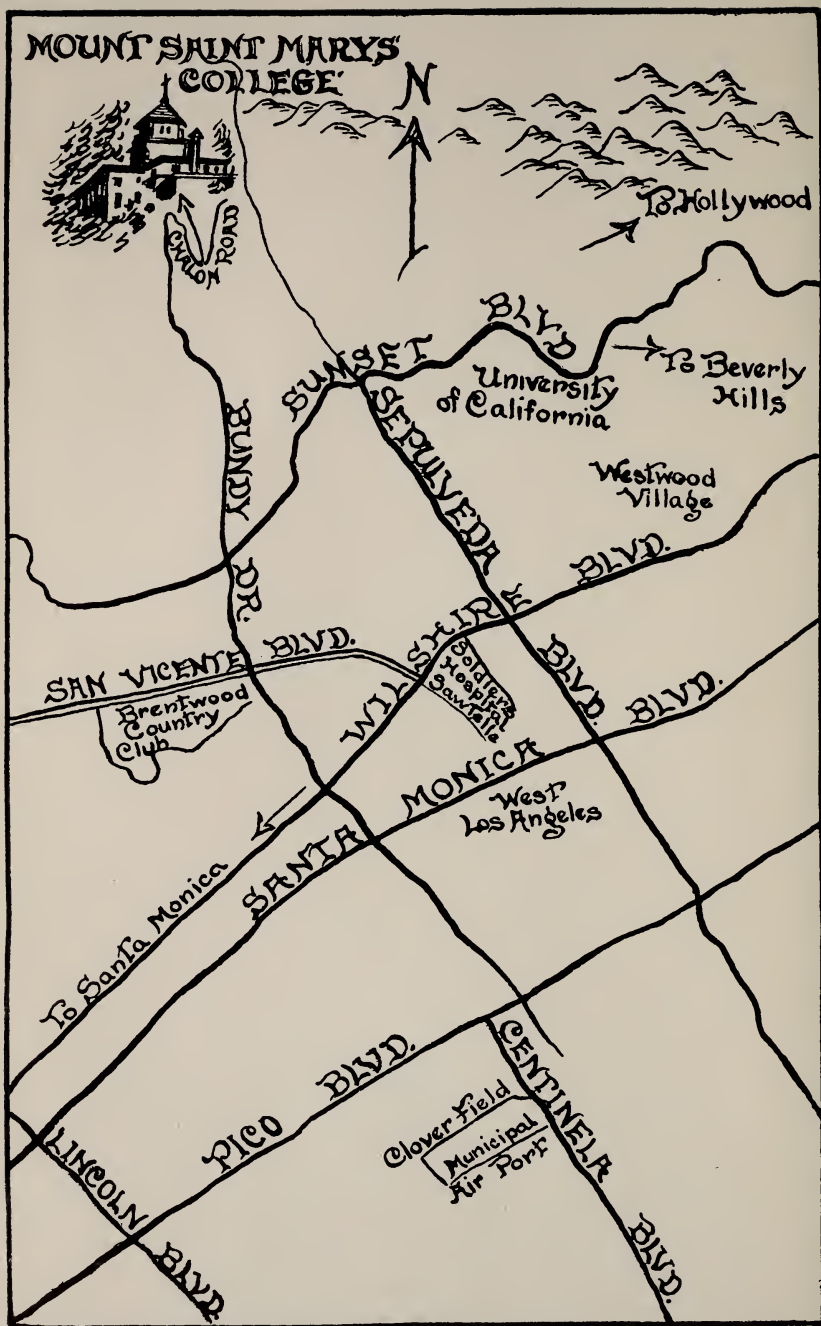 MOUNT SAINT MARYS
COLLEGE
N
To Hollywood
CHALON ROAD
SUNSET BLVD
To Beverly
Hills
University
of California
BUNDY DR.
SEPULVEDA BLVD.
Westwood
Village
WILSHIRE BLVD.
SAN VICENTE BLVD.
Soldiers
Hospital
Sawtelle
Brentwood
Country
Club
SANTA MONICA BLVD.
West
Los Angeles
To Santa Monica
PICO BLVD.
CENTINELA BLVD.
Clover Field
Municipal
Air Port
LINCOLN BLVD.